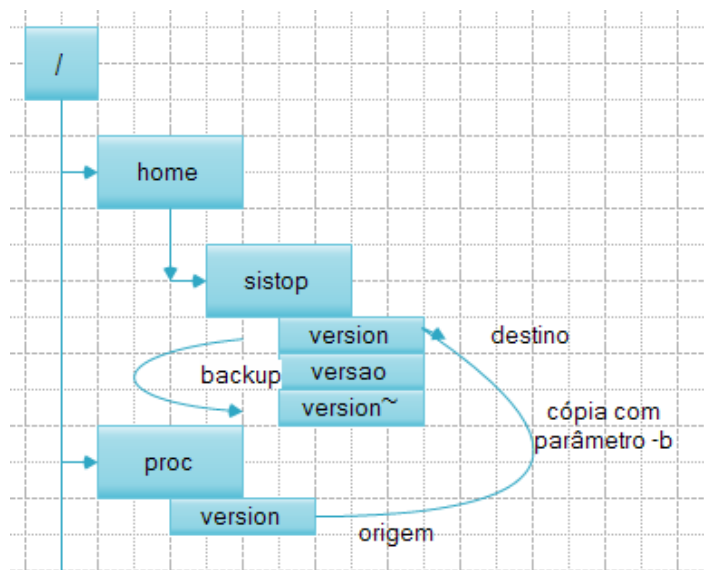 /
home
sistop
version
destino
backup
versao
version~
cópia com
parâmetro -b
proc
version
origem